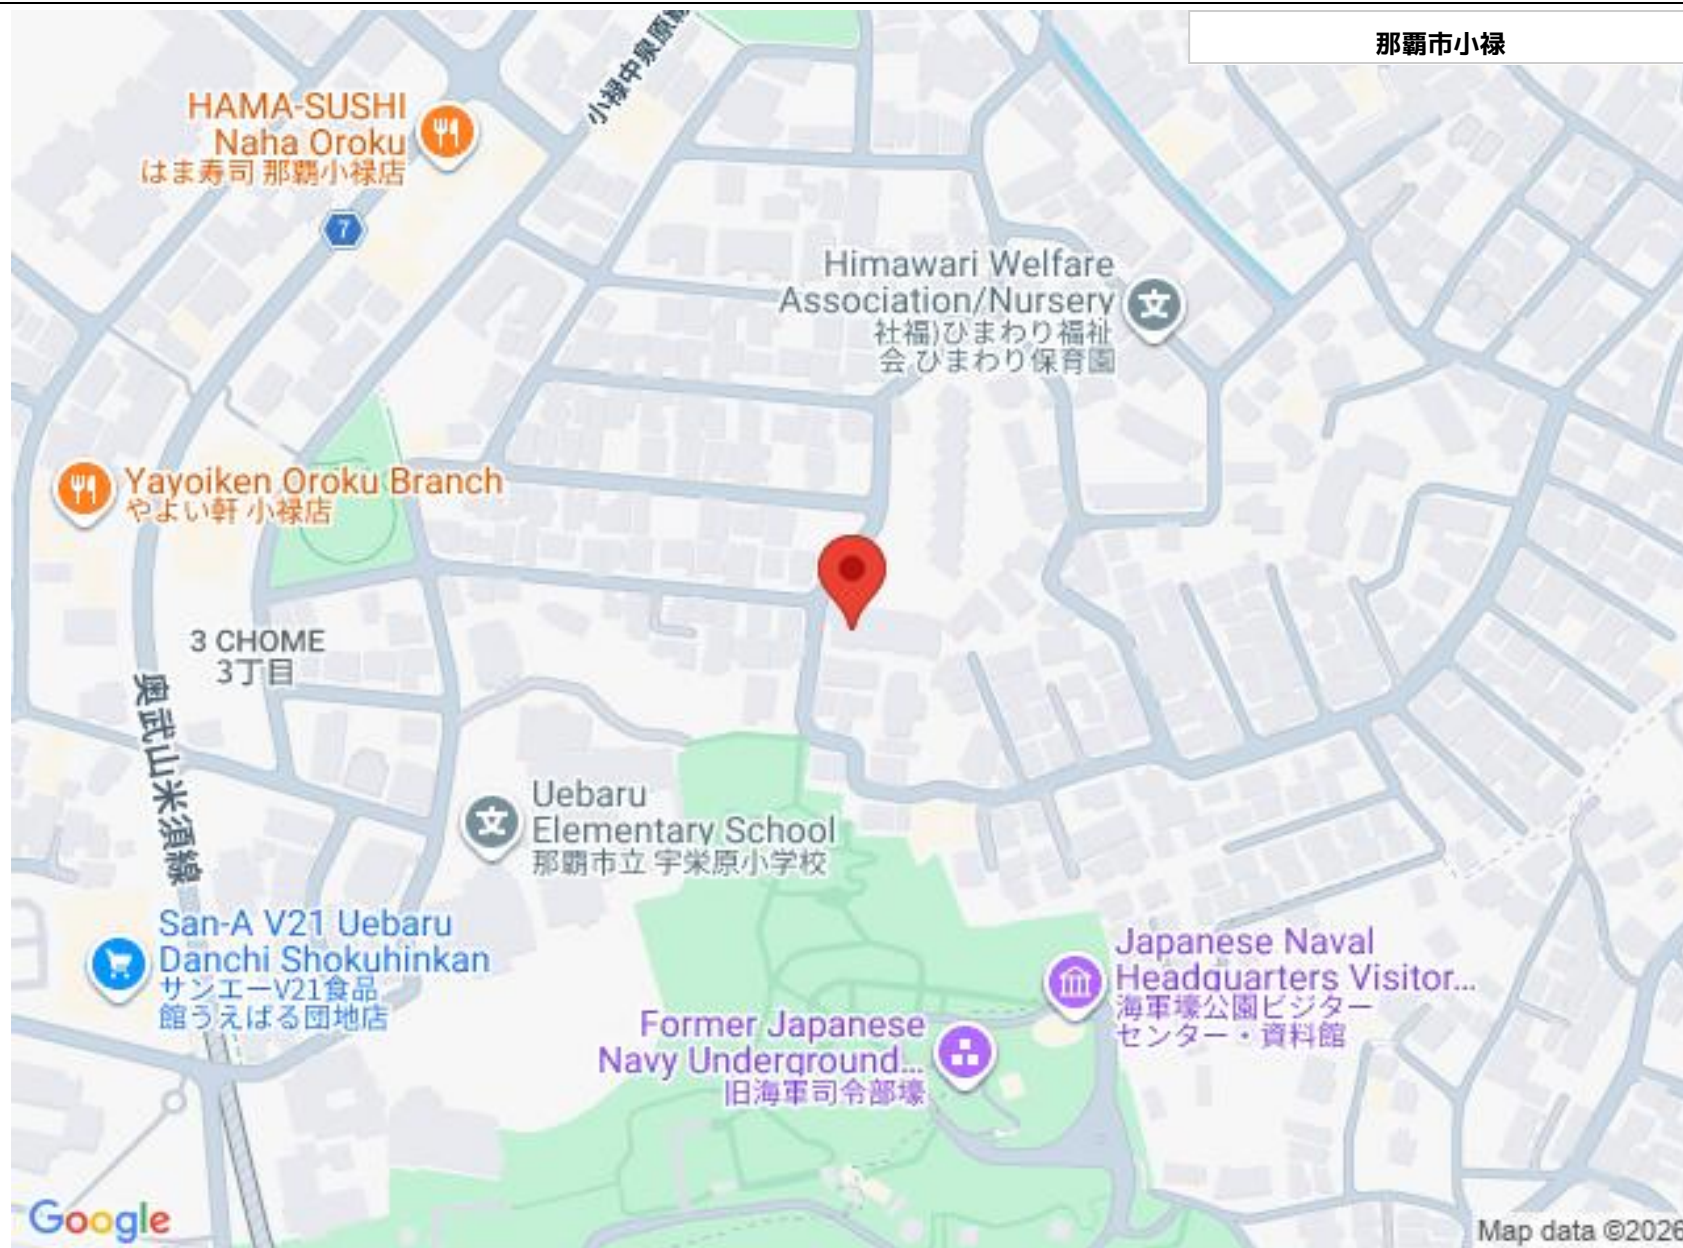 那覇市小禄
小禄中泉原線
HAMA-SUSHI
Naha Oroku
はま寿司 那覇小禄店
7
Himawari Welfare
Association/Nursery
社福)ひまわり福祉
会 ひまわり保育園
Yayoiken Oroku Branch
やよい軒 小禄店
3 CHOME
3丁目
奥武山米須線
Uebaru
Elementary School
那覇市立 宇栄原小学校
San-A V21 Uebaru
Danchi Shokuhinkan
サンエーV21食品
館うえばる団地店
Japanese Naval
Headquarters Visitor...
海軍壕公園ビジター
センター・資料館
Former Japanese
Navy Underground...
旧海軍司令部壕
Google
Map data ©2026